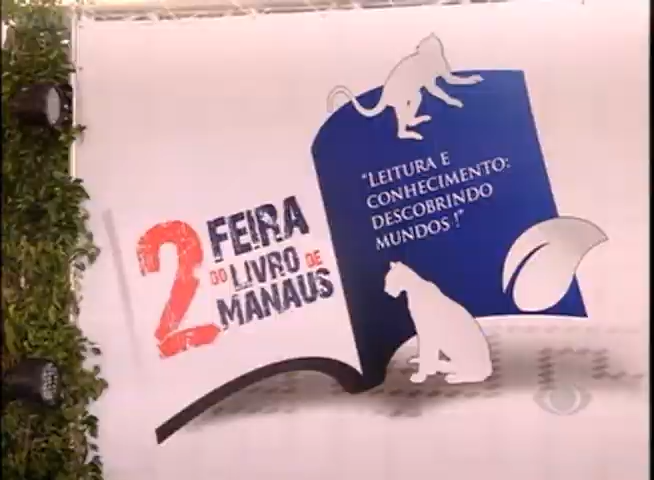 2 FEIRA
DO LIVRO DE
MANAUS
"LEITURA E
CONHECIMENTO:
DESCOBRINDO
MUNDOS !"